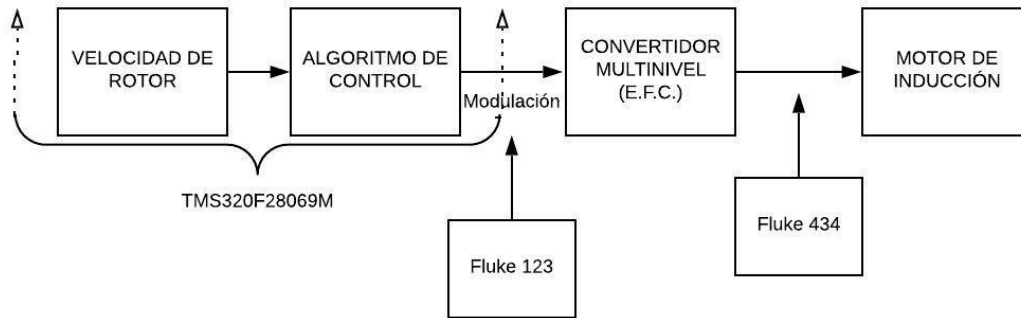 VELOCIDAD DE
ROTOR
ALGORITMO DE
CONTROL
Modulación
CONVERTIDOR
MULTINIVEL
(E.F.C.)
MOTOR DE
INDUCCIÓN
TMS320F28069M
Fluke 123
Fluke 434